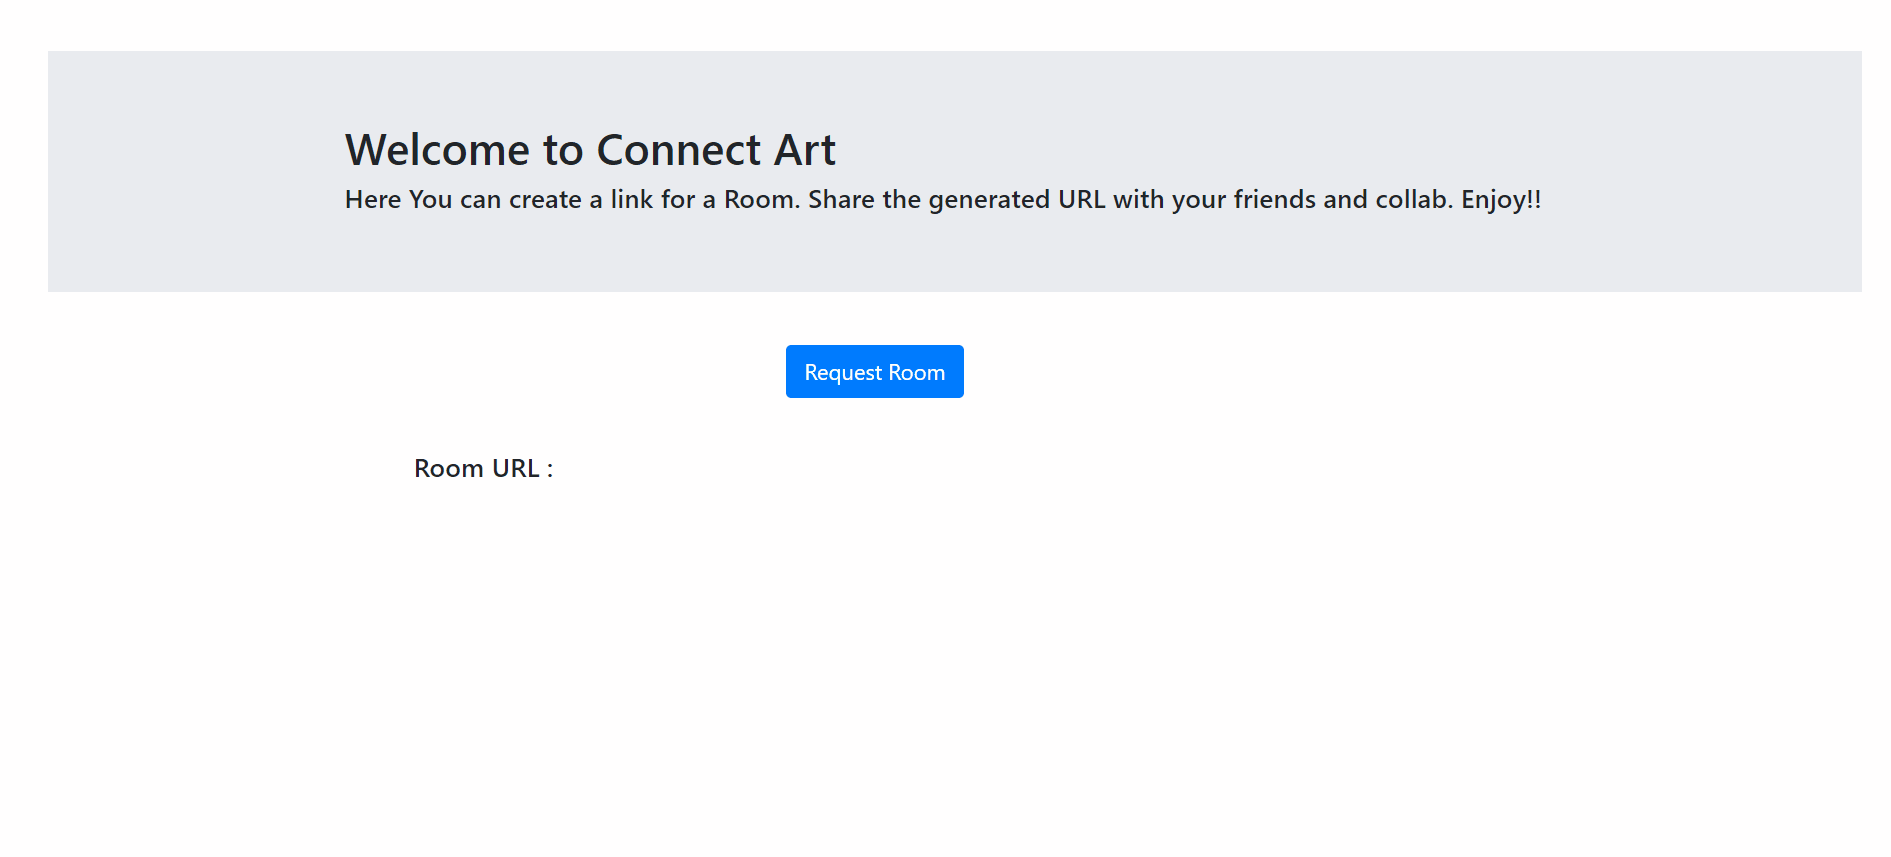 Welcome to Connect Art
Here You can create a link for a Room. Share the generated URL with your friends and collab. Enjoy!!
Request Room
Room URL :